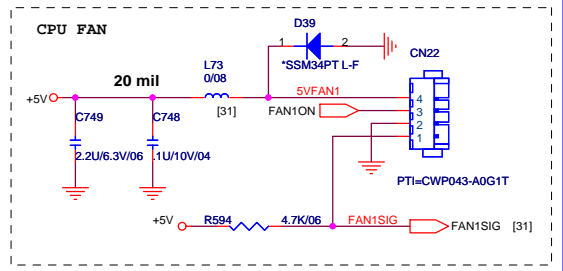 CPU FAN
D39
1
2
*SSM34PT L-F
CN22
L73
0/08
20 mil
+5V
[31]
5VFAN1
FAN1ON
4
3
2
1
C749
C748
2.2U/6.3V/06
.1U/10V/04
PTI=CWP043-A0G1T
+5V
R594
4.7K/06
FAN1SIG
FAN1SIG
[31]